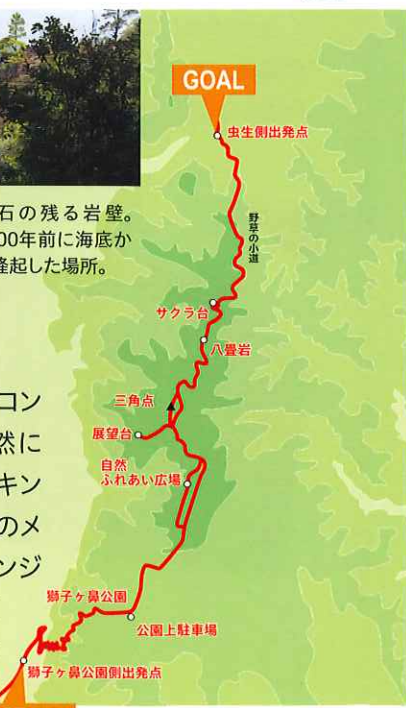 GOAL
虫生側出発点
石の残る岩壁。
00年前に海底か
隆起した場所。
野草の小道
サクラ台
八畳岩
三角点
展望台
コン
然に
キン
のメ
ンジ
自然
ふれあい広場
獅子ヶ鼻公園
公園上駐車場
獅子ヶ鼻公園側出発点